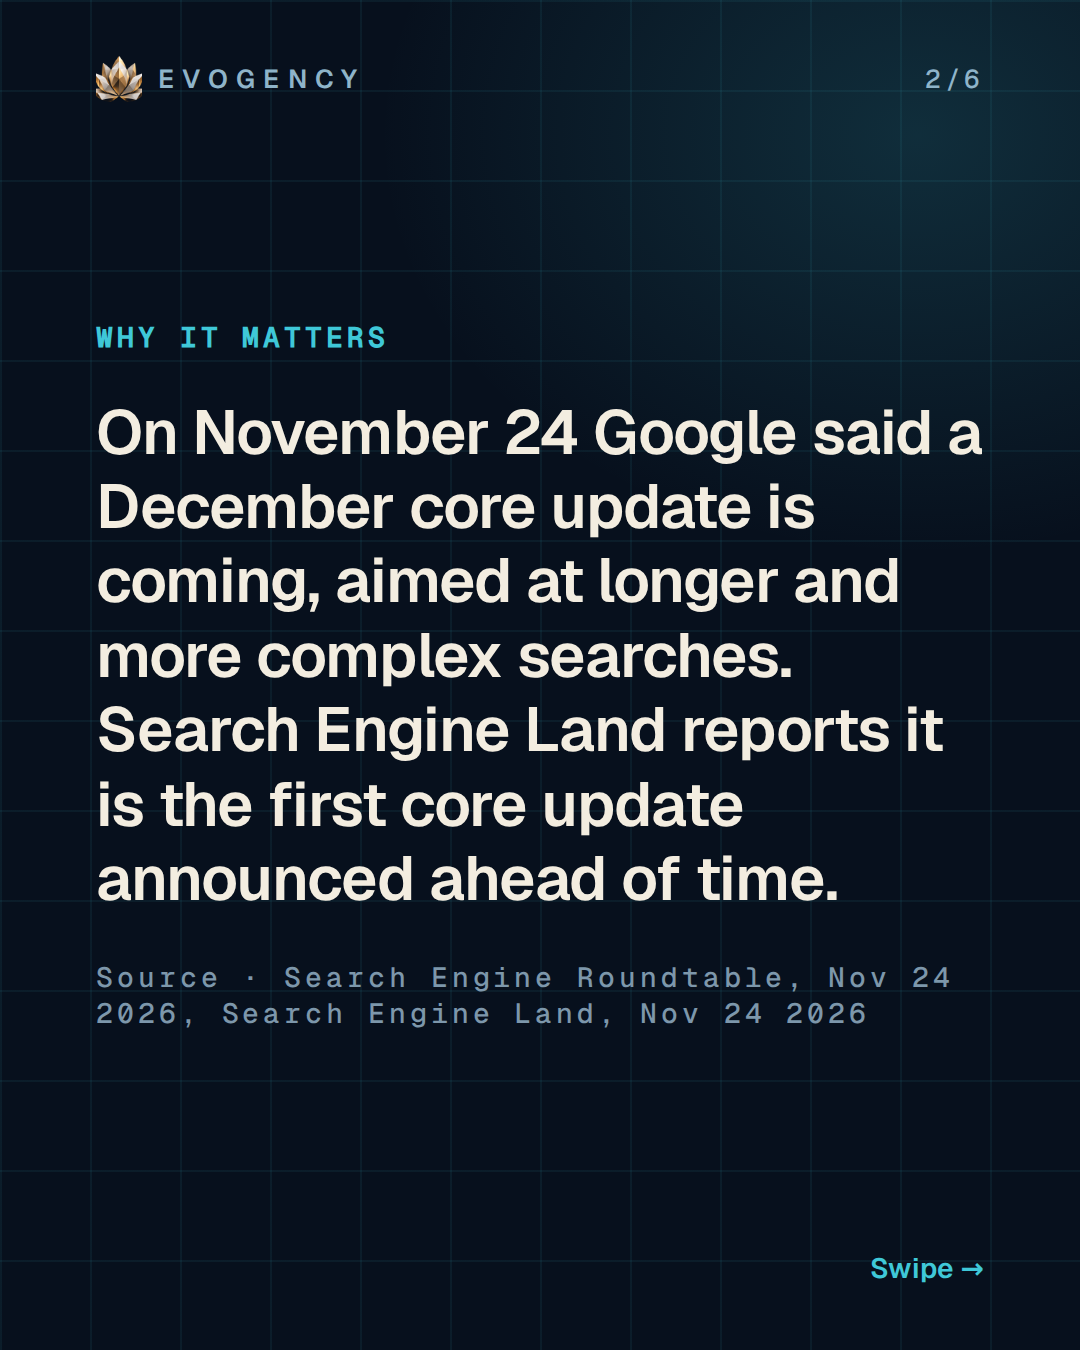 EVOGENCY
2/6
WHY IT MATTERS
On November 24 Google said a
December core update is
coming, aimed at longer and
more complex searches.
Search Engine Land reports it
is the first core update
announced ahead of time.
Source · Search Engine Roundtable, Nov 24
2026, Search Engine Land, Nov 24 2026
Swipe →